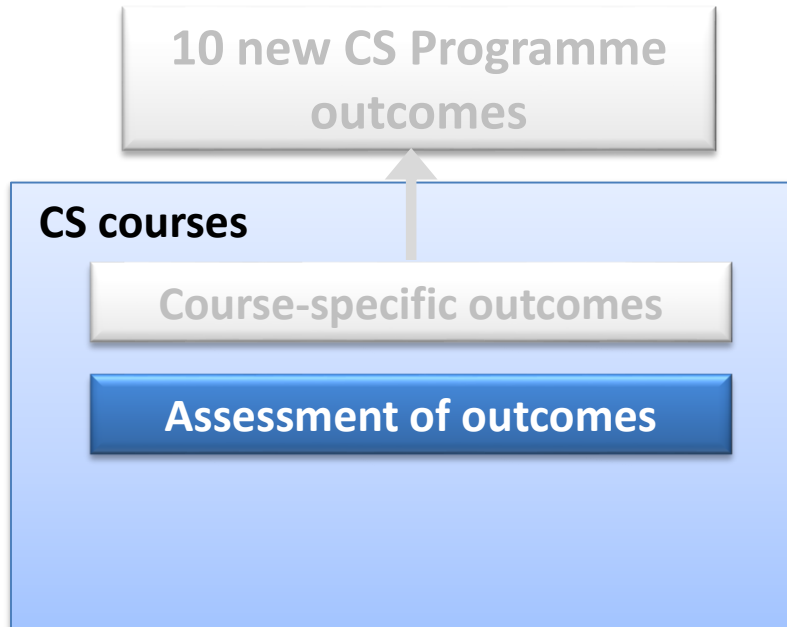 10 new CS Programme
outcomes
CS courses
Course-specific outcomes
Assessment of outcomes